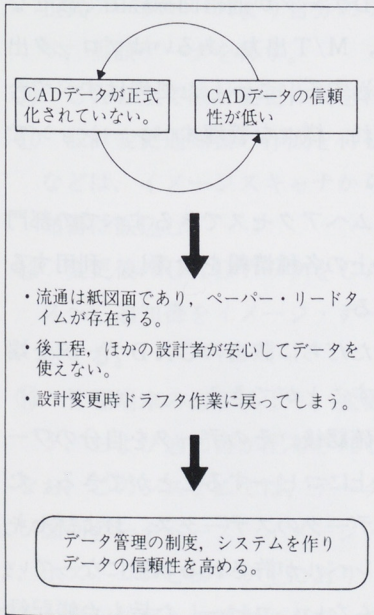 CADデータが正式
化されていない。
CADデータの信頼
性が低い
・流通は紙図面であり，ペーパー・リードタ
イムが存在する。
・後工程，ほかの設計者が安心してデータを
使えない。
・設計変更時ドラフタ作業に戻ってしまう。
データ管理の制度，システムを作り
データの信頼性を高める。